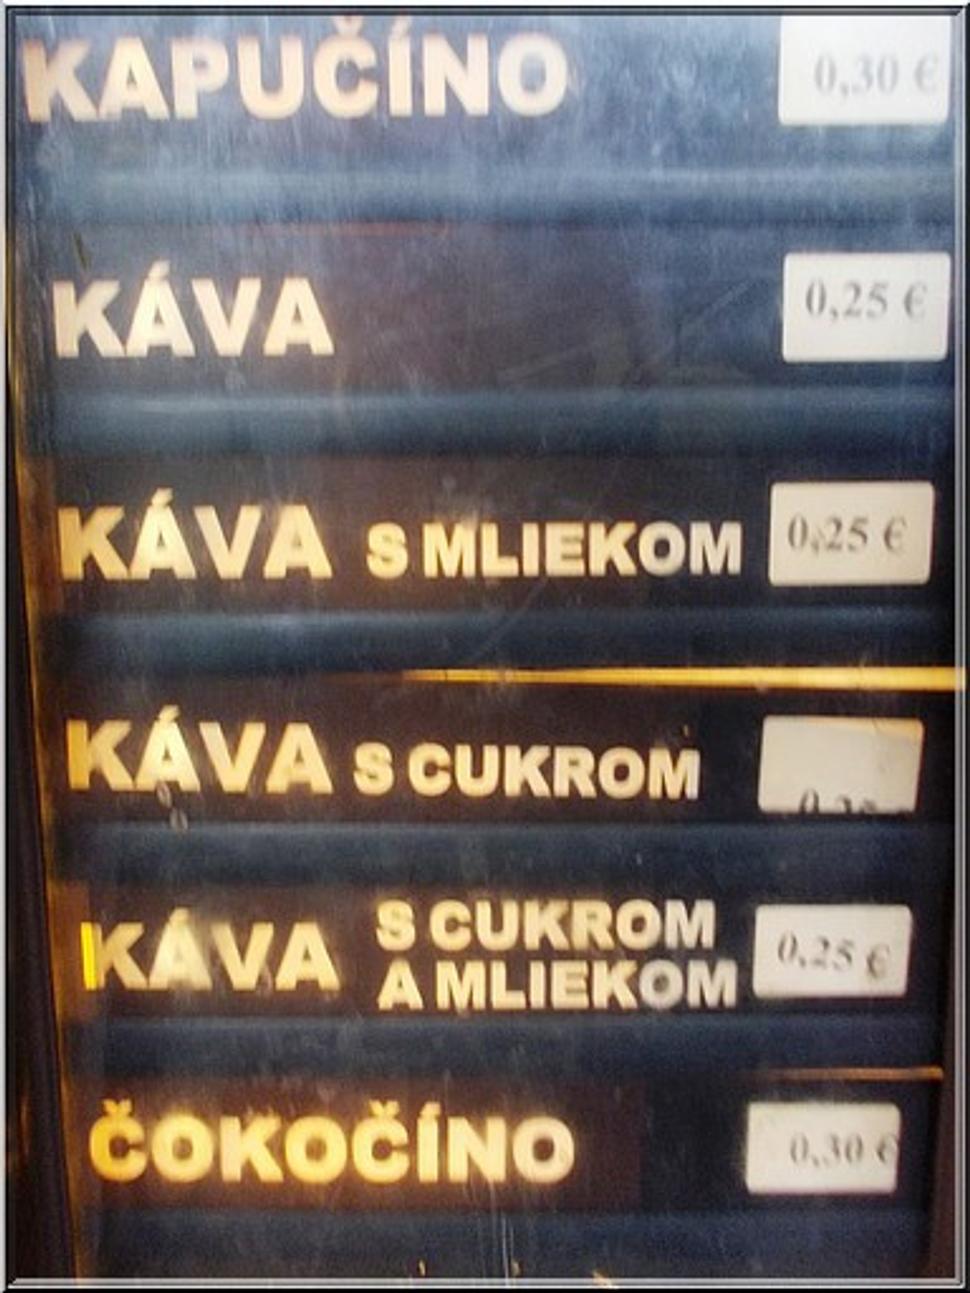 KAPUČÍNO 0,30 €
KÁVA 0,25 €
KÁVA S MLIEKOM 0,25 €
KÁVA S CUKROM
KÁVA S CUKROM
A MLIEKOM 0,25 €
ČOKOČÍNO 0,30 €